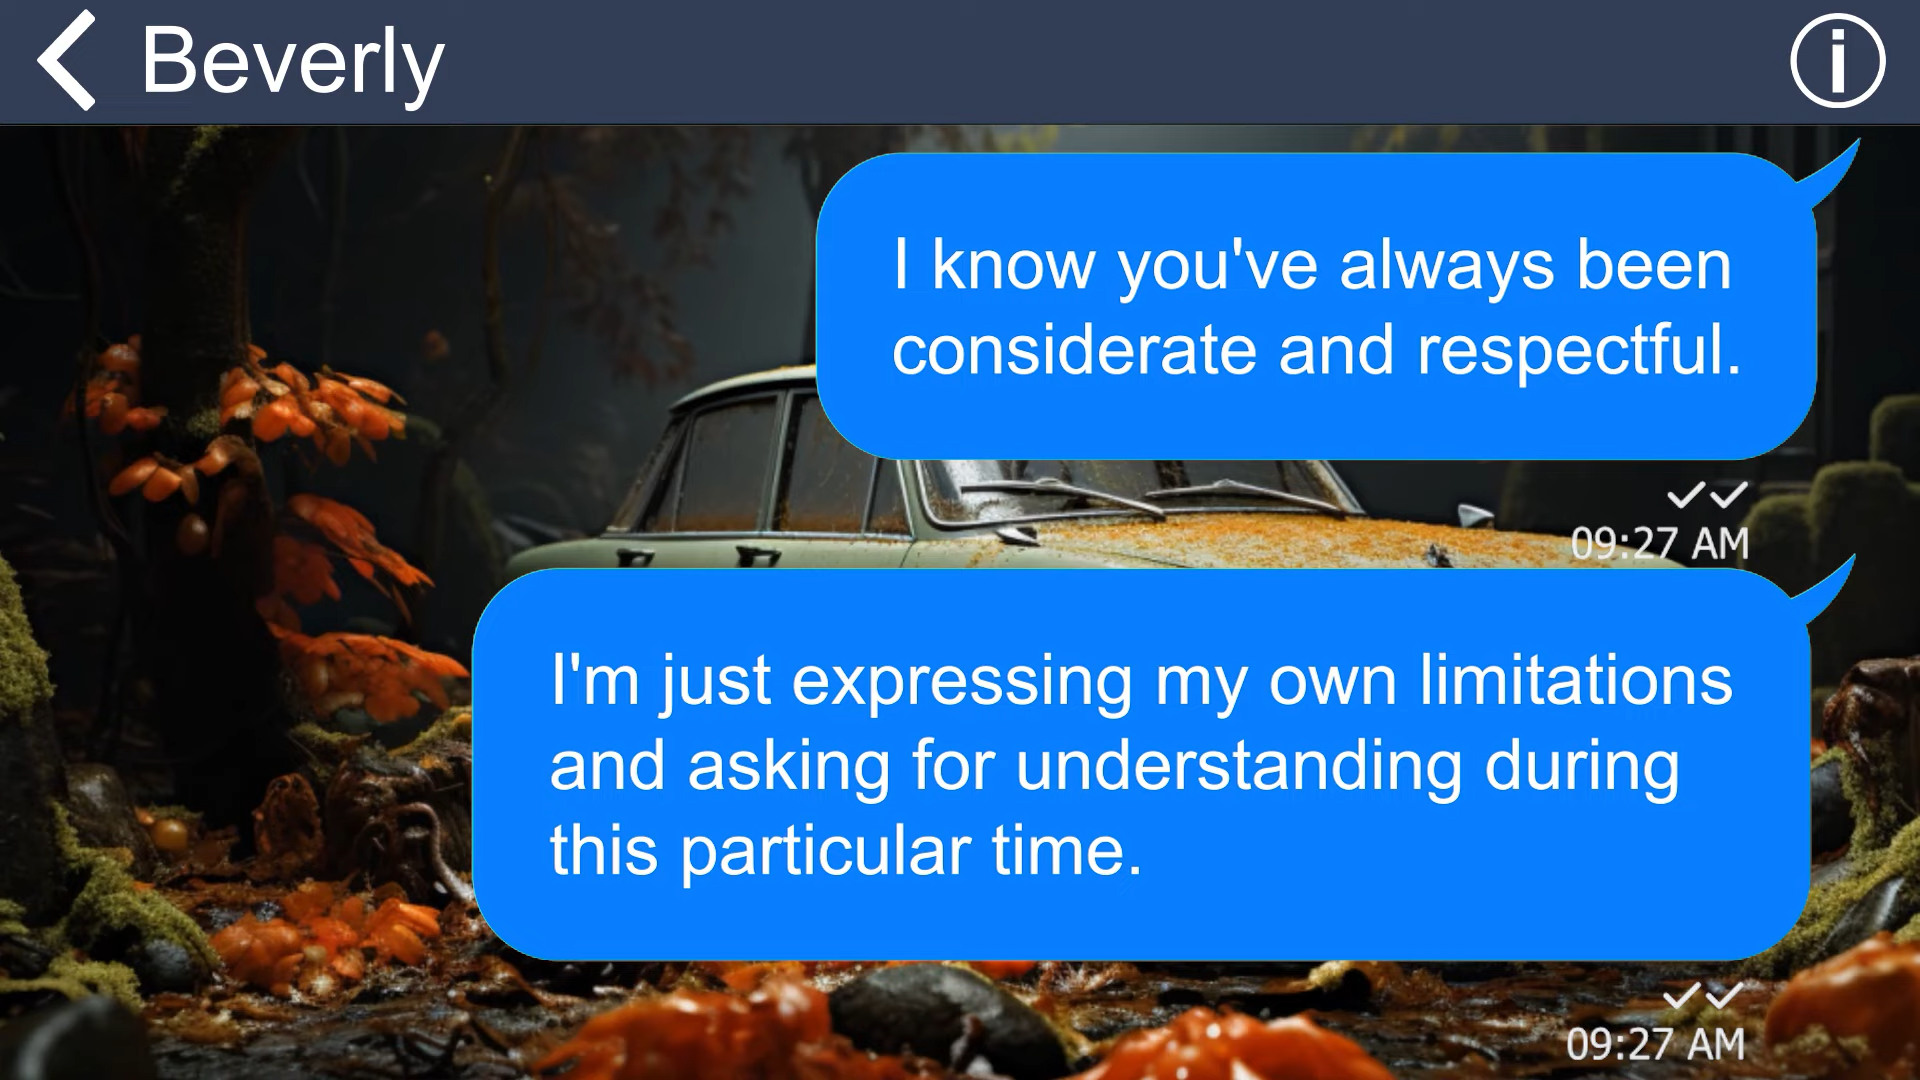 Beverly
I know you've always been
considerate and respectful.
09:27 AM
I'm just expressing my own limitations
and asking for understanding during
this particular time.
09:27 AM